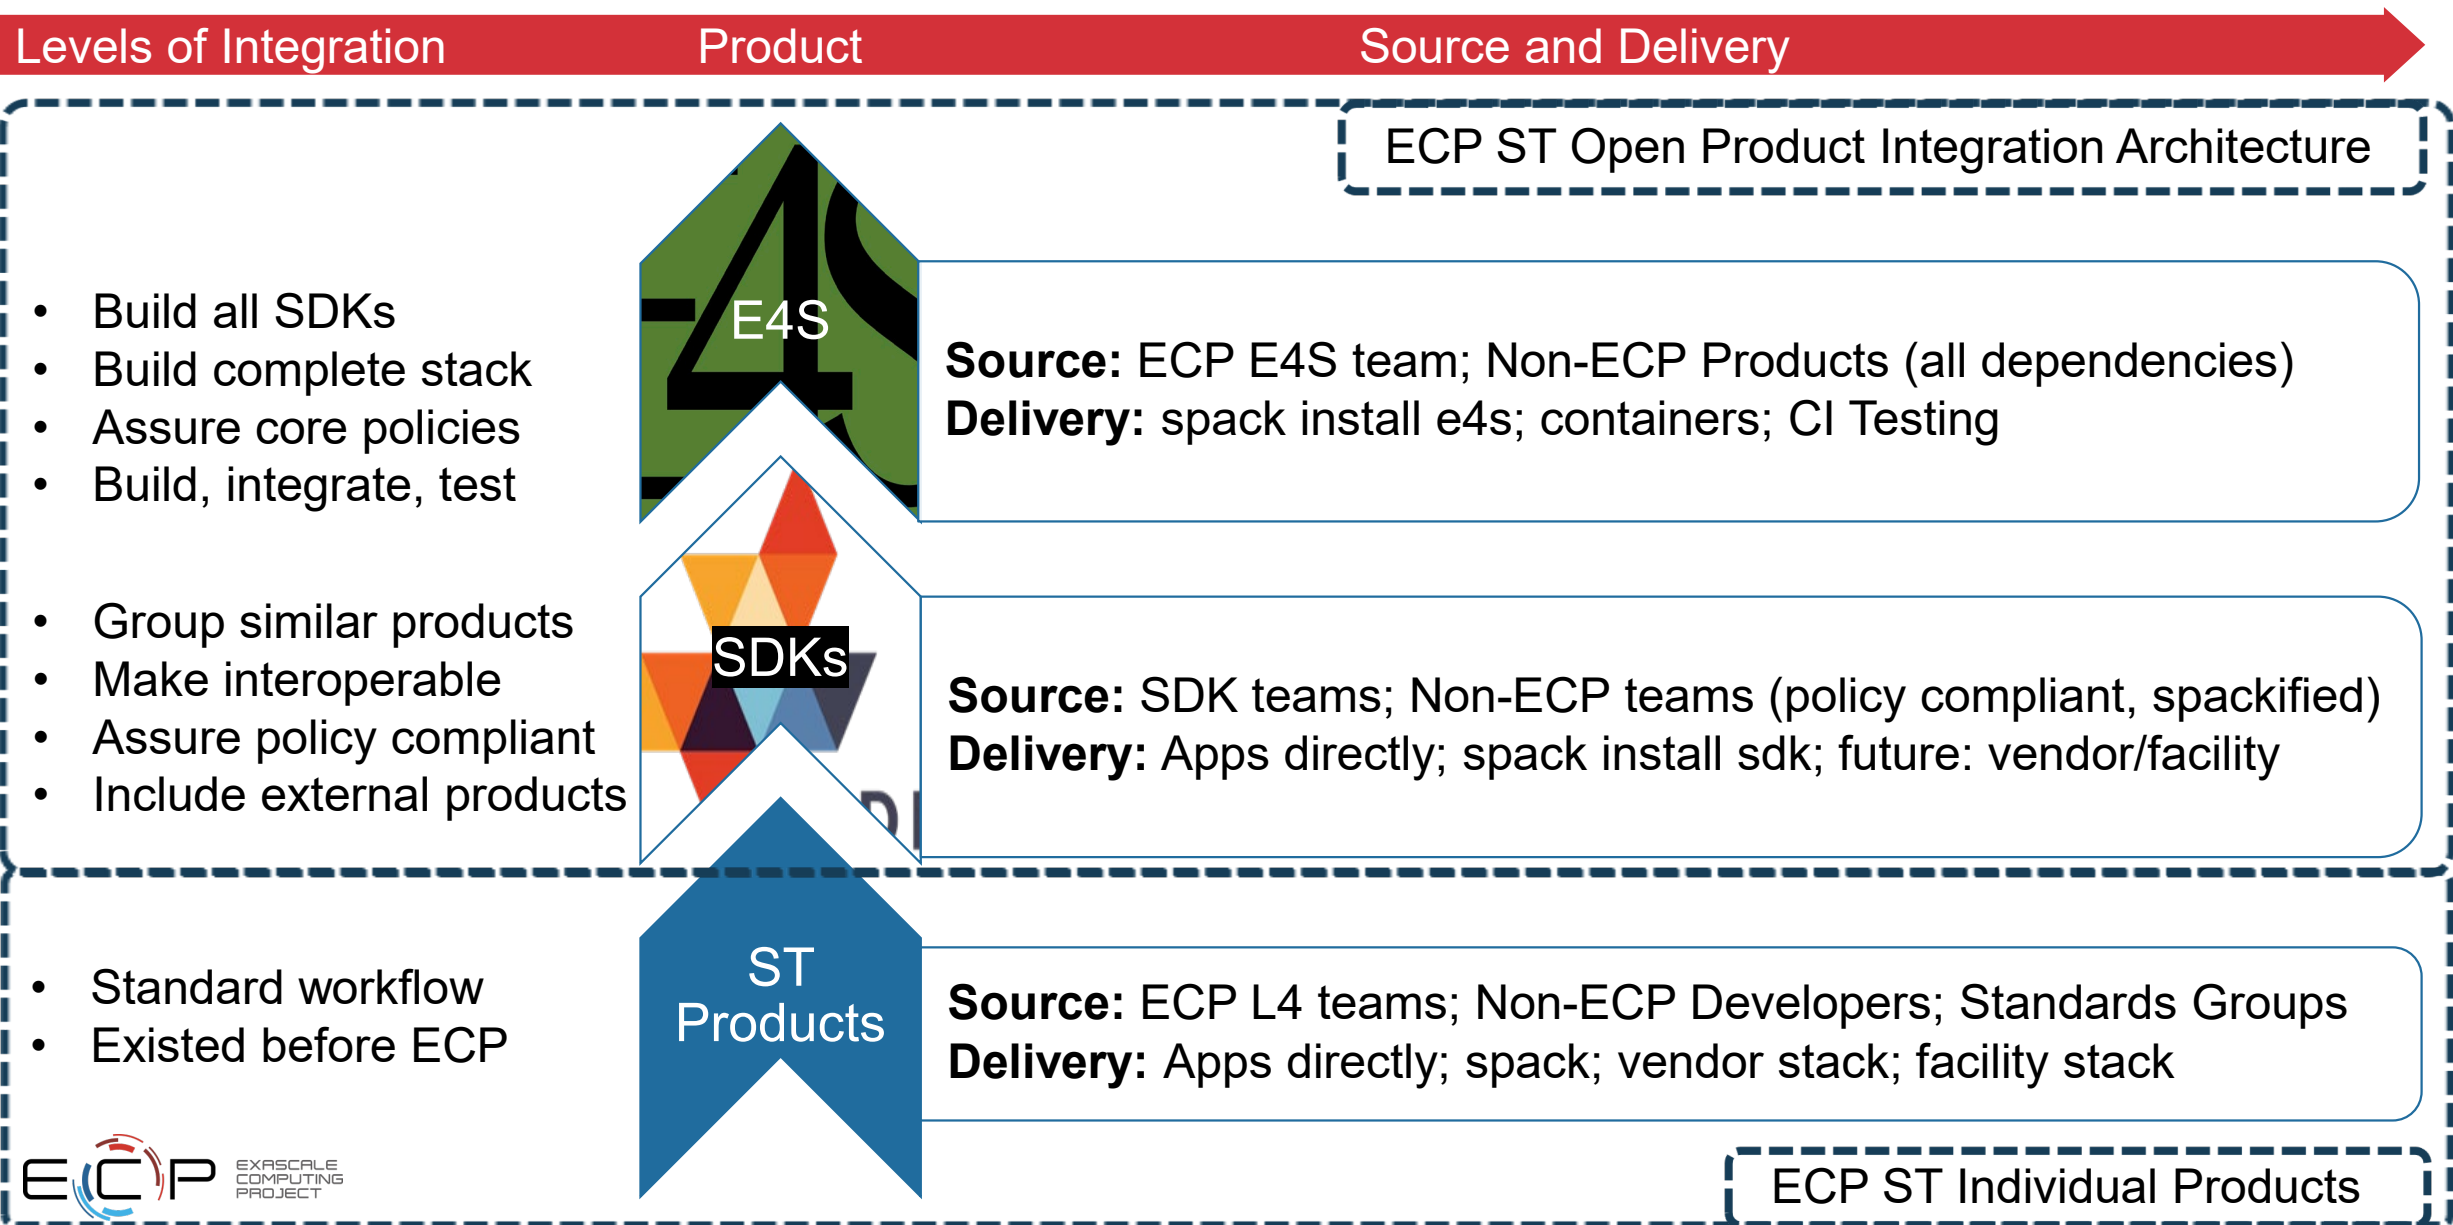 Levels of Integration
Product
Source and Delivery
ECP ST Open Product Integration Architecture
• Build all SDKs
• Build complete stack
• Assure core policies
• Build, integrate, test
E4S
Source: ECP E4S team; Non-ECP Products (all dependencies)
Delivery: spack install e4s; containers; CI Testing
• Group similar products
• Make interoperable
• Assure policy compliant
• Include external products
SDKs
Source: SDK teams; Non-ECP teams (policy compliant, spackified)
Delivery: Apps directly; spack install sdk; future: vendor/facility
• Standard workflow
• Existed before ECP
ST
Products
Source: ECP L4 teams; Non-ECP Developers; Standards Groups
Delivery: Apps directly; spack; vendor stack; facility stack
ECP
EXASCALE
COMPUTING
PROJECT
ECP ST Individual Products